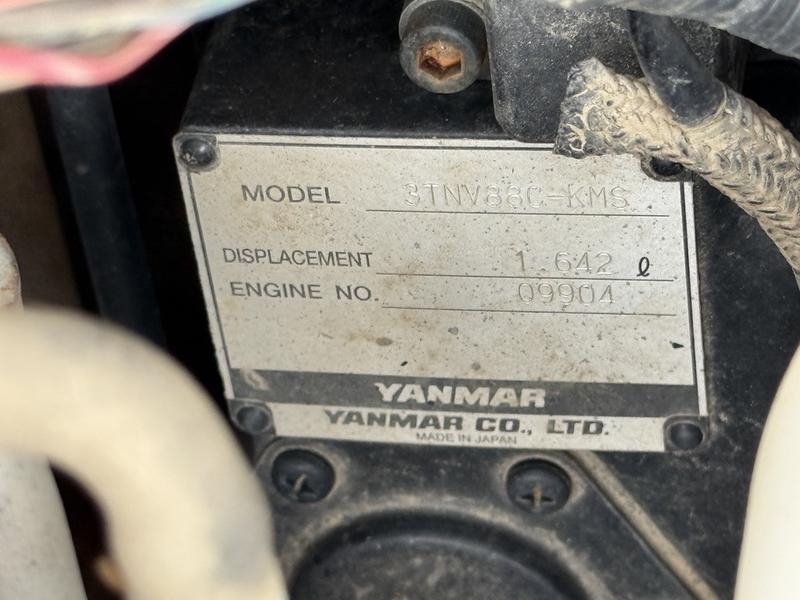 MODEL 3TNV88C-KMS
DISPLACEMENT 1.642 ℓ
ENGINE NO. 09904
YANMAR
YANMAR CO., LTD.
MADE IN JAPAN